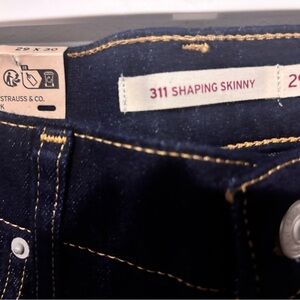 29 X 30
STRAUSS & CO.
K
311 SHAPING SKINNY
29